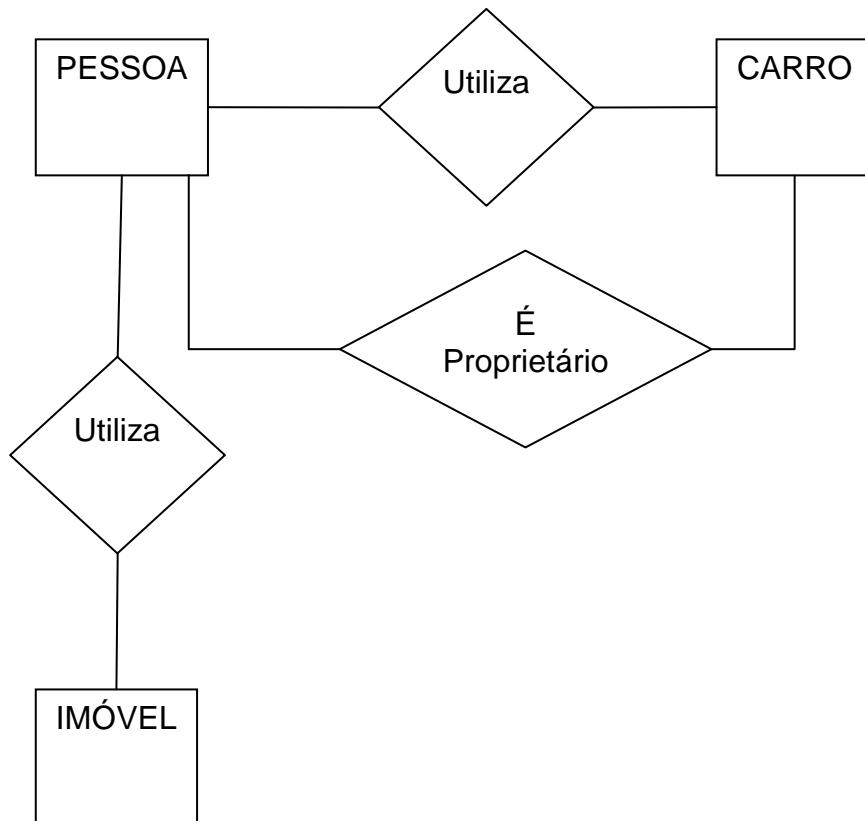 PESSOA
Utiliza
CARRO
É
Proprietário
Utiliza
IMÓVEL